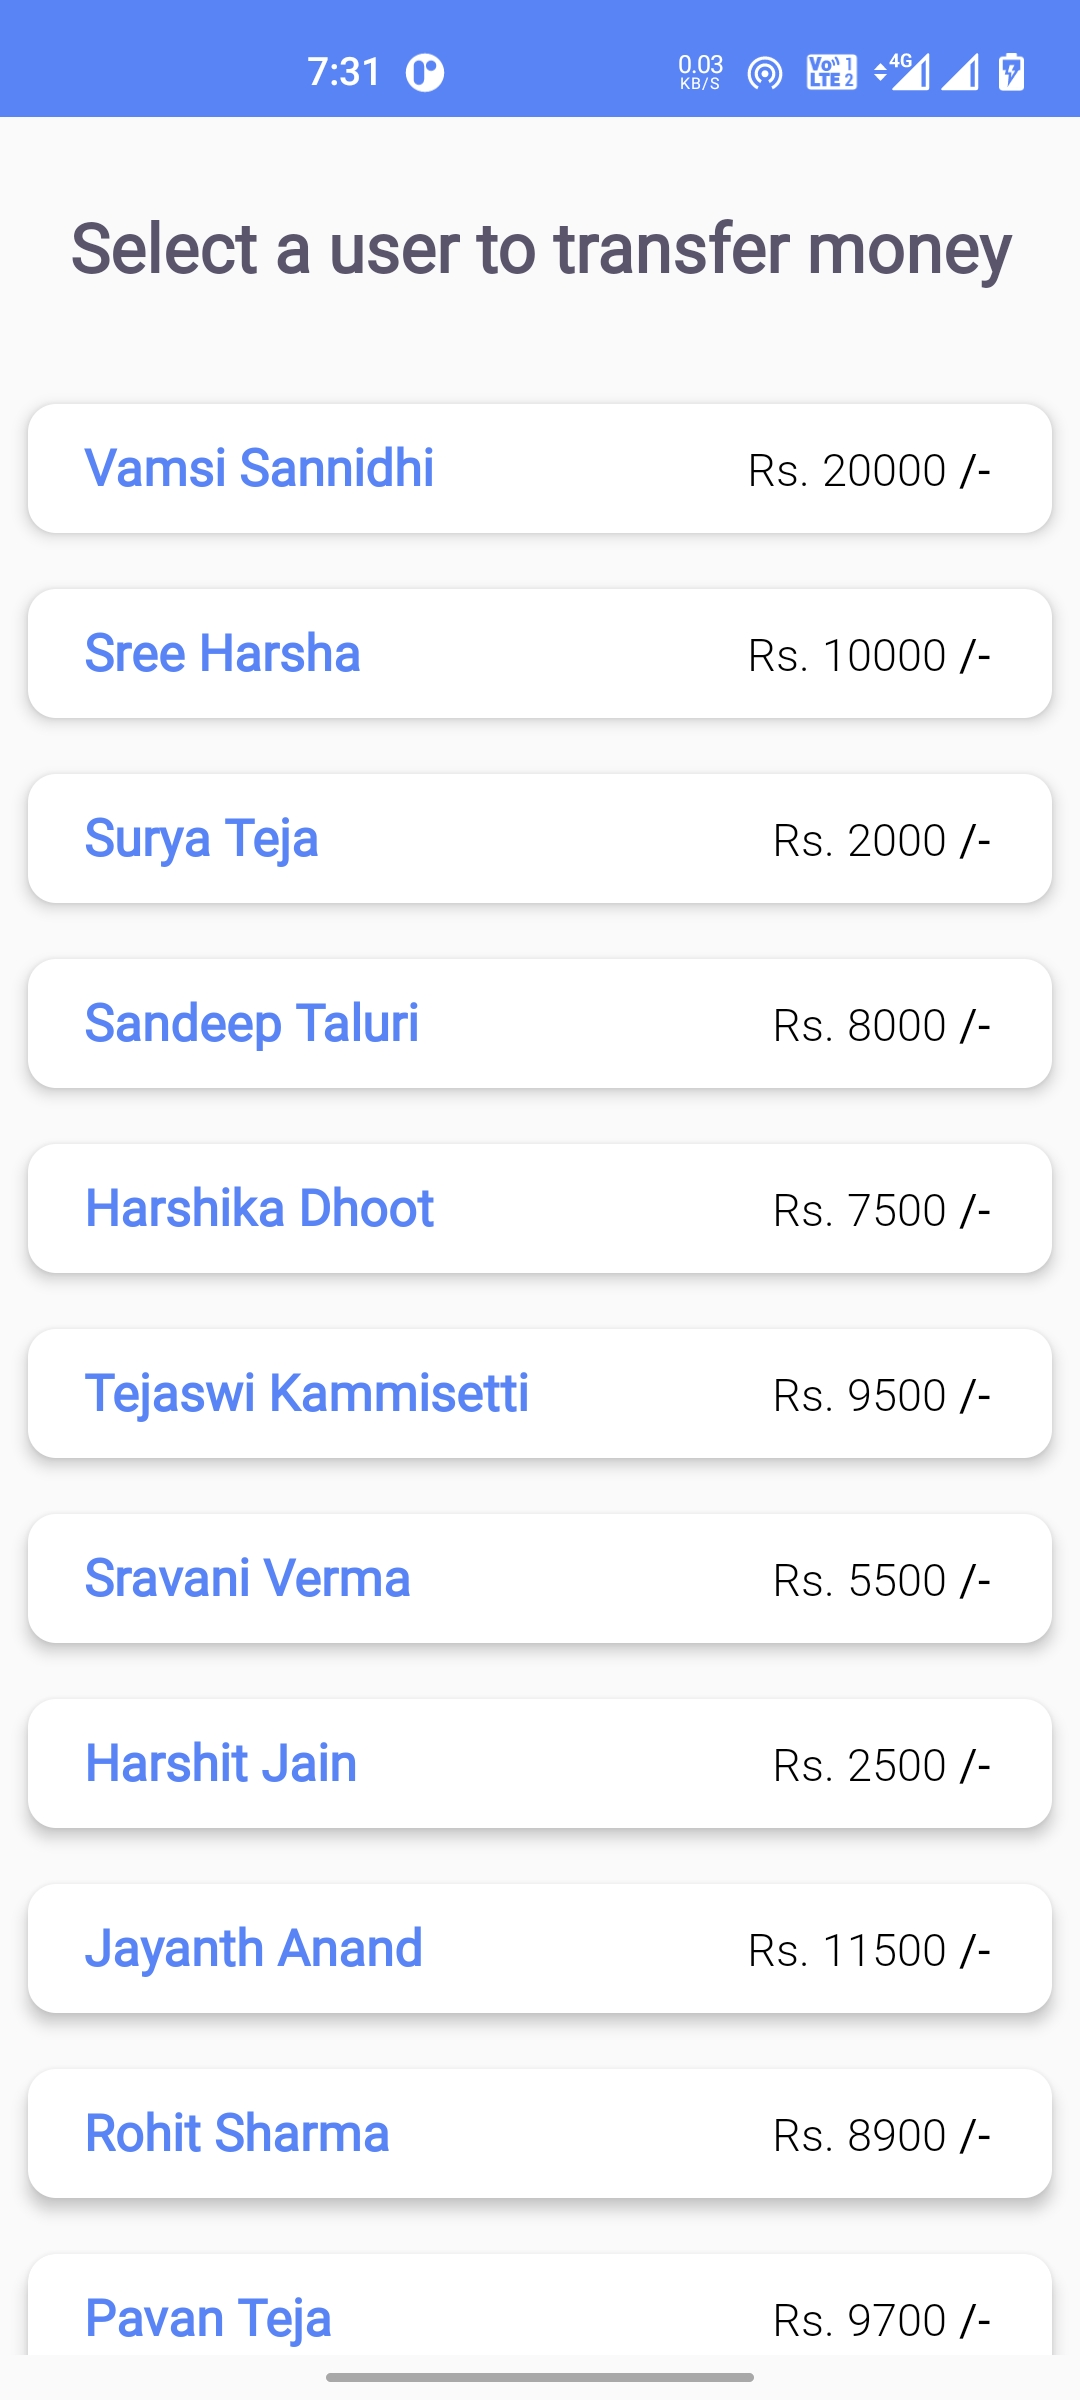 7:31 0.03 KB/S Vo LTE 1 2 4G
Select a user to transfer money
Vamsi Sannidhi Rs. 20000 /-
Sree Harsha Rs. 10000 /-
Surya Teja Rs. 2000 /-
Sandeep Taluri Rs. 8000 /-
Harshika Dhoot Rs. 7500 /-
Tejaswi Kammisetti Rs. 9500 /-
Sravani Verma Rs. 5500 /-
Harshit Jain Rs. 2500 /-
Jayanth Anand Rs. 11500 /-
Rohit Sharma Rs. 8900 /-
Pavan Teja Rs. 9700 /-